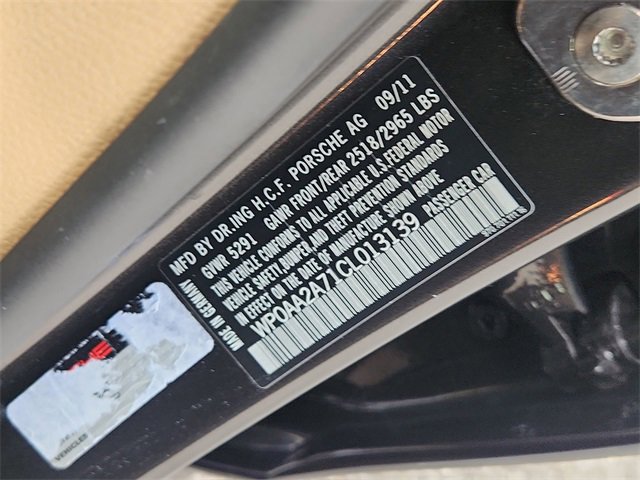 MFD BY DR.ING H.C.F. PORSCHE AG 09/11
GVWR 5291 GAWR FRONT/REAR 2518/2965 LBS
THIS VEHICLE CONFORMS TO ALL APPLICABLE U.S FEDERAL MOTOR
VEHICLE SAFETY,BUMPER,AND THEFT PREVENTION STANDARDS
IN EFFECT ON THE DATE OF MANUFACTURE SHOWN ABOVE
WP0AA2A71CL013139 PASSENGER CAR
MADE IN GERMANY
VEHICLES